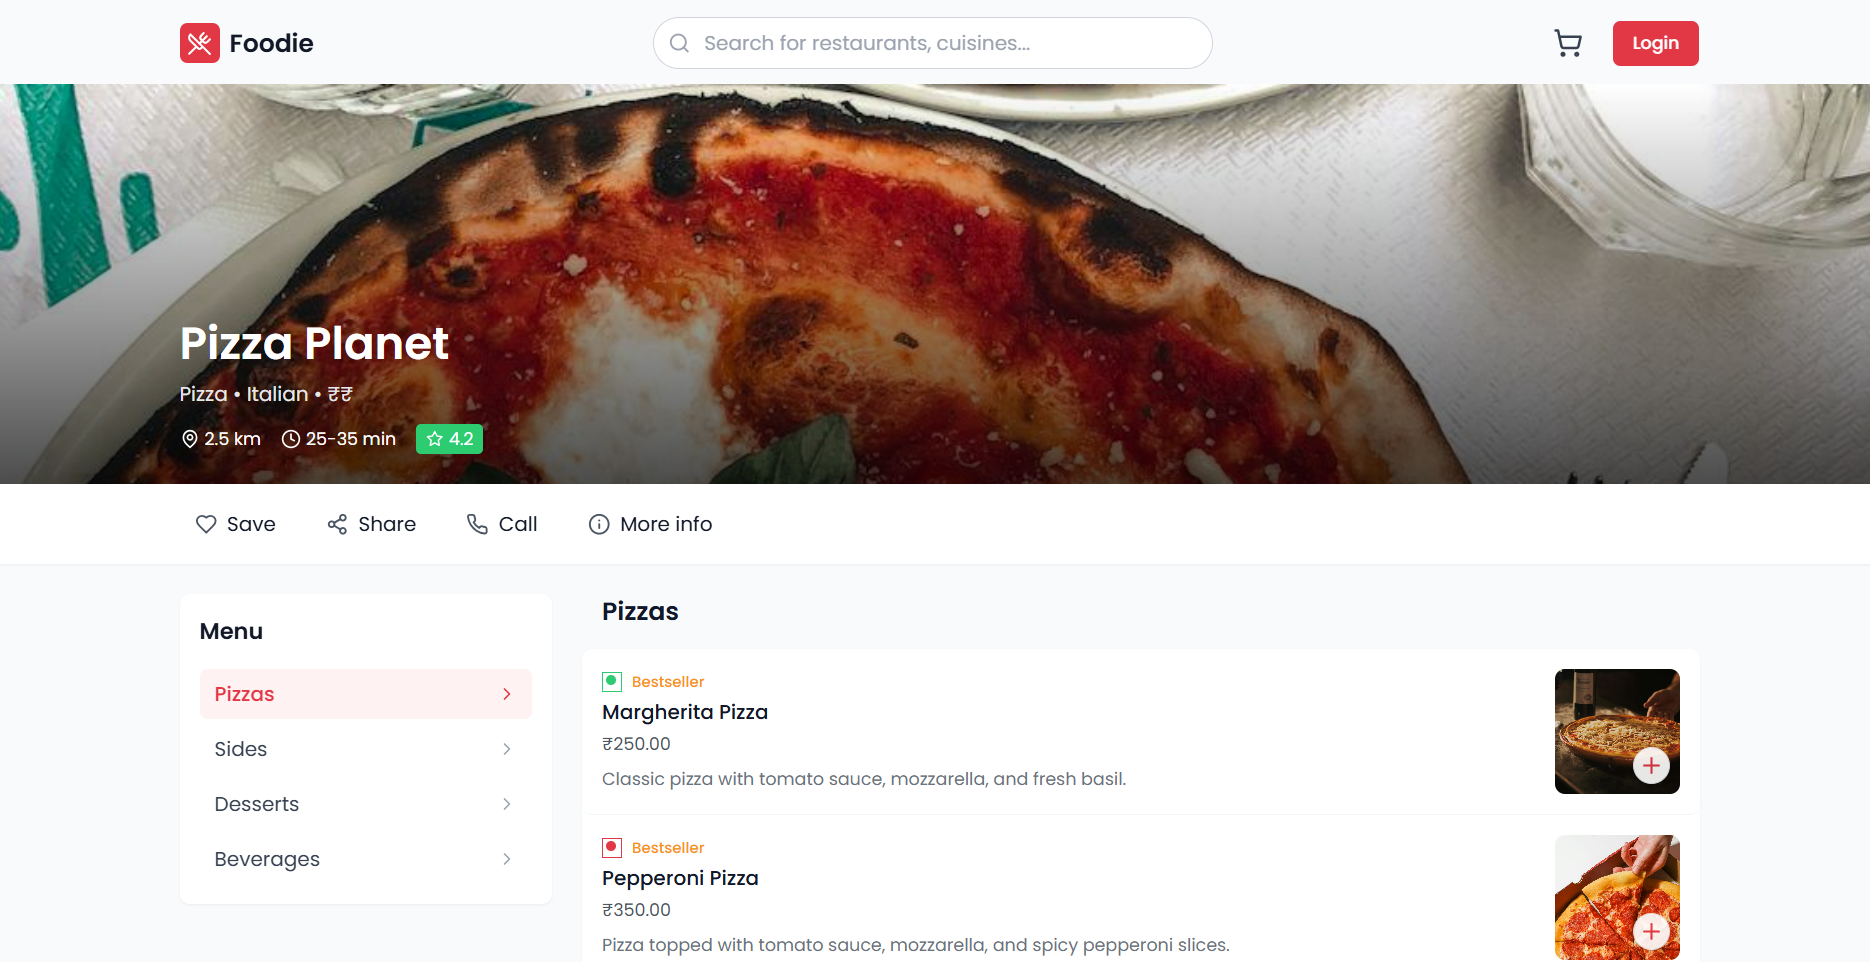 Foodie
Search for restaurants, cuisines...
Login
Pizza Planet
Pizza • Italian • ₹₹
2.5 km 25-35 min 4.2
Save Share Call More info
Menu
Pizzas
Sides
Desserts
Beverages
Pizzas
Bestseller
Margherita Pizza
₹250.00
Classic pizza with tomato sauce, mozzarella, and fresh basil.
Bestseller
Pepperoni Pizza
₹350.00
Pizza topped with tomato sauce, mozzarella, and spicy pepperoni slices.